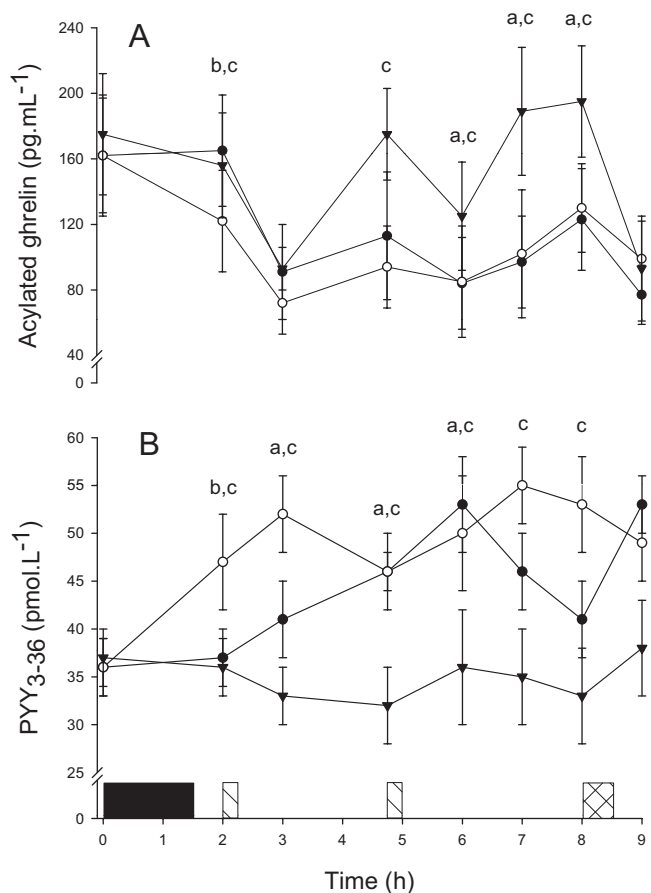 A
Acylated ghrelin (pg.mL⁻¹)
240
200
160
120
80
40
0
b,c
c
a,c
a,c
a,c
B
PYY3-36 (pmol.L⁻¹)
60
55
50
45
40
35
30
25
0
b,c
a,c
a,c
a,c
c
c
0 1 2 3 4 5 6 7 8 9
Time (h)